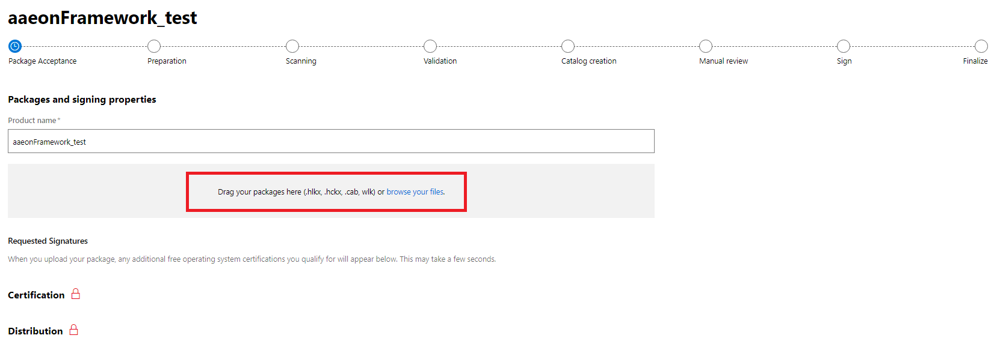 aaeonFramework_test
Package Acceptance
Preparation
Scanning
Validation
Catalog creation
Manual review
Sign
Finalize
Packages and signing properties
Product name*
aaeonFramework_test
Drag your packages here (.hlkx, .hckx, .cab, wlk) or browse your files.
Requested Signatures
When you upload your package, any additional free operating system certifications you qualify for will appear below. This may take a few seconds.
Certification
Distribution